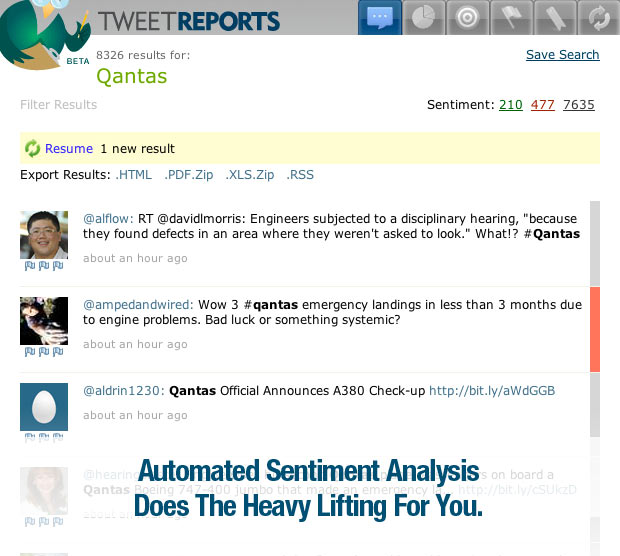 TWEETREPORTS
BETA
8326 results for:
Save Search
Qantas
Filter Results
Sentiment: 210 477 7635
Resume 1 new result
Export Results: .HTML .PDF.Zip .XLS.Zip .RSS
@alflow: RT @davidlmorris: Engineers subjected to a disciplinary hearing, "because
they found defects in an area where they weren't asked to look." What!? #Qantas
about an hour ago
@ampedandwired: Wow 3 #qantas emergency landings in less than 3 months due
to engine problems. Bad luck or something systemic?
about an hour ago
@aldrin1230: Qantas Official Announces A380 Check-up http://bit.ly/aWdGGB
about an hour ago
on board a
Qantas Boeing 747-400 jumbo that made an emergency http://bit.ly/cSUkzD
about an hour ago
Automated Sentiment Analysis
Does The Heavy Lifting For You.